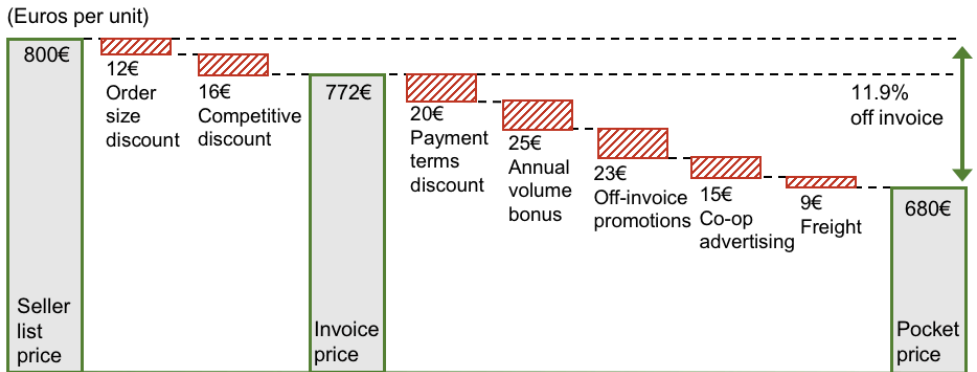 (Euros per unit)
800€
12€
Order
size
discount
16€
Competitive
discount
772€
20€
Payment
terms
discount
25€
Annual
volume
bonus
23€
Off-invoice
promotions
15€
Co-op
advertising
9€
Freight
11.9%
off invoice
680€
Seller
list
price
Invoice
price
Pocket
price